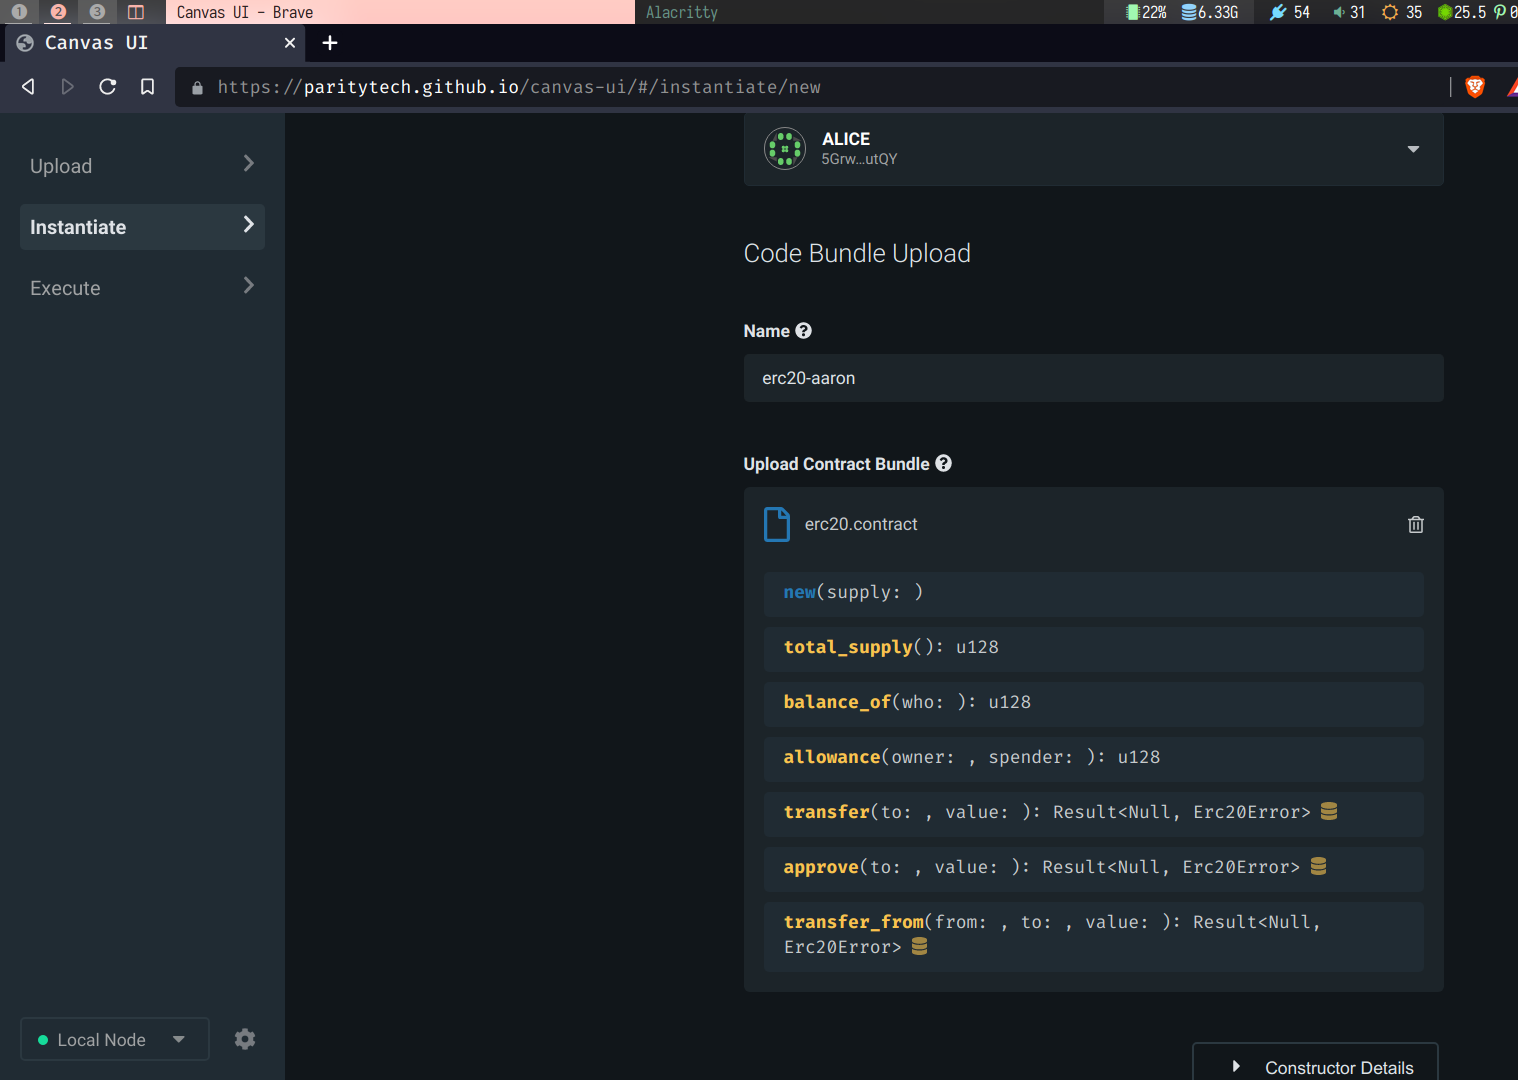 1 2 3 Canvas UI - Brave Alacritty 22% 6.33G 54 31 35 25.5
Canvas UI
https://paritytech.github.io/canvas-ui/#/instantiate/new
Upload
Instantiate
Execute
Local Node
ALICE
5Grw...utQY
Code Bundle Upload
Name
erc20-aaron
Upload Contract Bundle
erc20.contract
new(supply: )
total_supply(): u128
balance_of(who: ): u128
allowance(owner: , spender: ): u128
transfer(to: , value: ): Result<Null, Erc20Error>
approve(to: , value: ): Result<Null, Erc20Error>
transfer_from(from: , to: , value: ): Result<Null,
Erc20Error>
Constructor Details